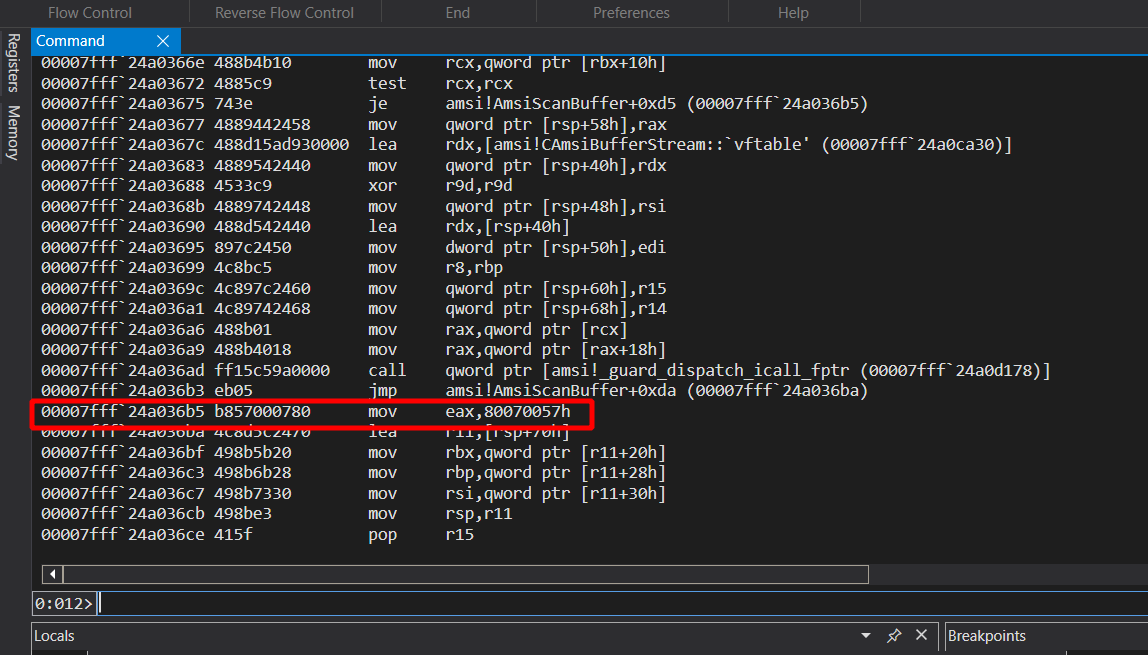 Flow Control Reverse Flow Control End Preferences Help
Command
Registers
Memory
00007fff`24a0366e 488b4b10 mov rcx,qword ptr [rbx+10h]
00007fff`24a03672 4885c9 test rcx,rcx
00007fff`24a03675 743e je amsi!AmsiScanBuffer+0xd5 (00007fff`24a036b5)
00007fff`24a03677 4889442458 mov qword ptr [rsp+58h],rax
00007fff`24a0367c 488d15ad930000 lea rdx,[amsi!CAmsiBufferStream::`vftable' (00007fff`24a0ca30)]
00007fff`24a03683 4889542440 mov qword ptr [rsp+40h],rdx
00007fff`24a03688 4533c9 xor r9d,r9d
00007fff`24a0368b 4889742448 mov qword ptr [rsp+48h],rsi
00007fff`24a03690 488d542440 lea rdx,[rsp+40h]
00007fff`24a03695 897c2450 mov dword ptr [rsp+50h],edi
00007fff`24a03699 4c8bc5 mov r8,rbp
00007fff`24a0369c 4c897c2460 mov qword ptr [rsp+60h],r15
00007fff`24a036a1 4c89742468 mov qword ptr [rsp+68h],r14
00007fff`24a036a6 488b01 mov rax,qword ptr [rcx]
00007fff`24a036a9 488b4018 mov rax,qword ptr [rax+18h]
00007fff`24a036ad ff15c59a0000 call qword ptr [amsi!_guard_dispatch_icall_fptr (00007fff`24a0d178)]
00007fff`24a036b3 eb05 jmp amsi!AmsiScanBuffer+0xda (00007fff`24a036ba)
00007fff`24a036b5 b857000780 mov eax,80070057h
00007fff`24a036ba 4c8d5c2470 lea r11,[rsp+70h]
00007fff`24a036bf 498b5b20 mov rbx,qword ptr [r11+20h]
00007fff`24a036c3 498b6b28 mov rbp,qword ptr [r11+28h]
00007fff`24a036c7 498b7330 mov rsi,qword ptr [r11+30h]
00007fff`24a036cb 498be3 mov rsp,r11
00007fff`24a036ce 415f pop r15
0:012>
Locals Breakpoints